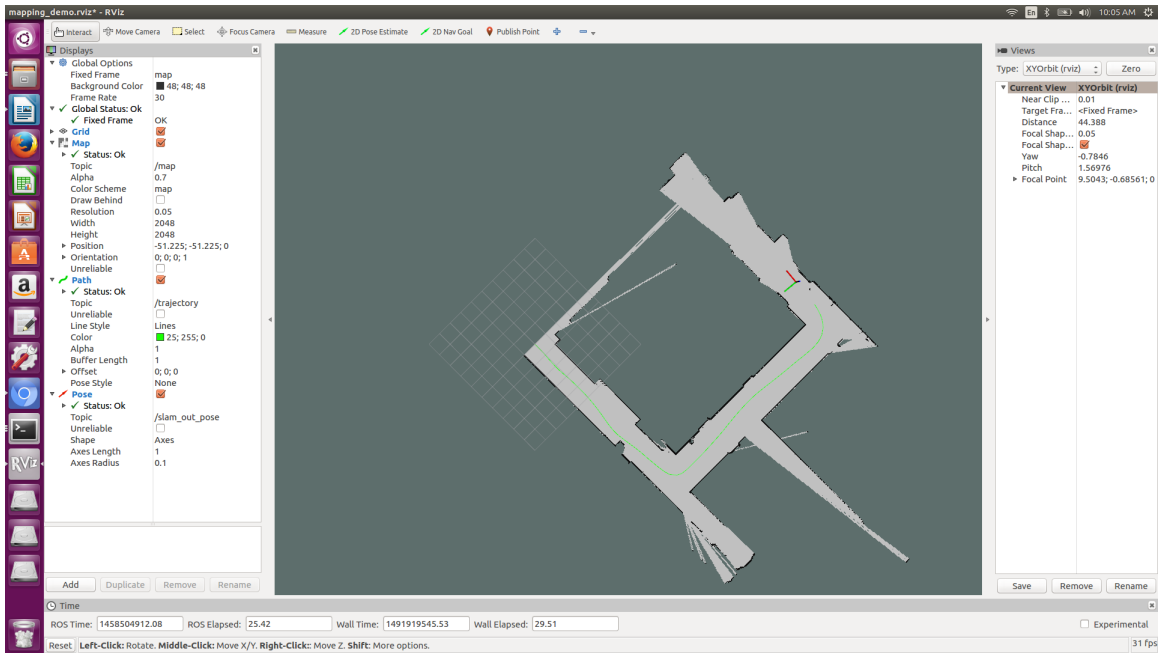 mapping_demo.rviz* - RViz
En 10:05 AM
Interact Move Camera Select Focus Camera Measure 2D Pose Estimate 2D Nav Goal Publish Point
Displays
Global Options
Fixed Frame map
Background Color 48; 48; 48
Frame Rate 30
Global Status: Ok
Fixed Frame OK
Grid
Map
Status: Ok
Topic /map
Alpha 0.7
Color Scheme map
Draw Behind
Resolution 0.05
Width 2048
Height 2048
Position -51.225; -51.225; 0
Orientation 0; 0; 0; 1
Unreliable
Path
Status: Ok
Topic /trajectory
Unreliable
Line Style Lines
Color 25; 255; 0
Alpha 1
Buffer Length 1
Offset 0; 0; 0
Pose Style None
Pose
Status: Ok
Topic /slam_out_pose
Unreliable
Shape Axes
Axes Length 1
Axes Radius 0.1
Add Duplicate Remove Rename
Views
Type: XYOrbit (rviz) Zero
Current View XYOrbit (rviz)
Near Clip ... 0.01
Target Fra... <Fixed Frame>
Distance 44.388
Focal Shap... 0.05
Focal Shap...
Yaw -0.7846
Pitch 1.56976
Focal Point 9.5043; -0.68561; 0
Save Remove Rename
a
>_
RViz
Time
ROS Time: 1458504912.08 ROS Elapsed: 25.42 Wall Time: 1491919545.53 Wall Elapsed: 29.51 Experimental
Reset Left-Click: Rotate. Middle-Click: Move X/Y. Right-Click:: Move Z. Shift: More options. 31 fps